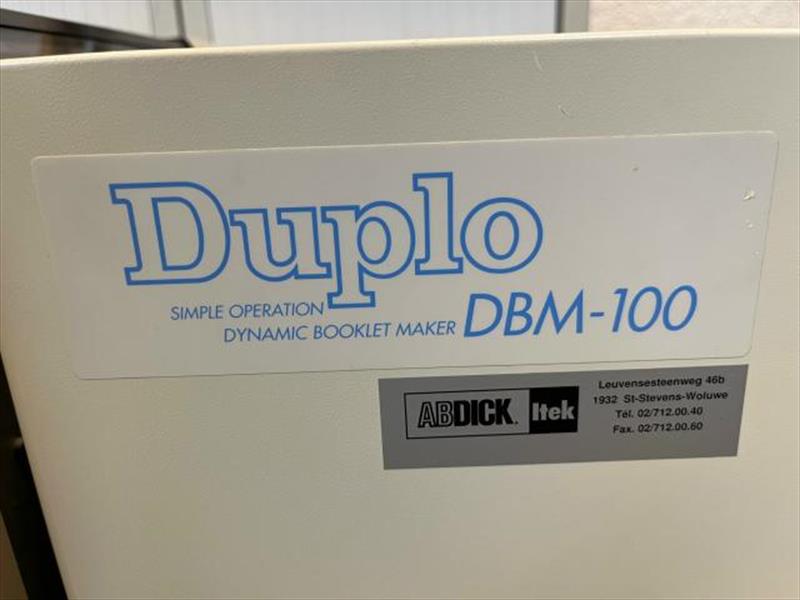 Duplo
SIMPLE OPERATION
DYNAMIC BOOKLET MAKER DBM-100
ABDICK. Itek
Leuvensesteenweg 46b
1932 St-Stevens-Woluwe
Tél. 02/712.00.40
Fax. 02/712.00.60